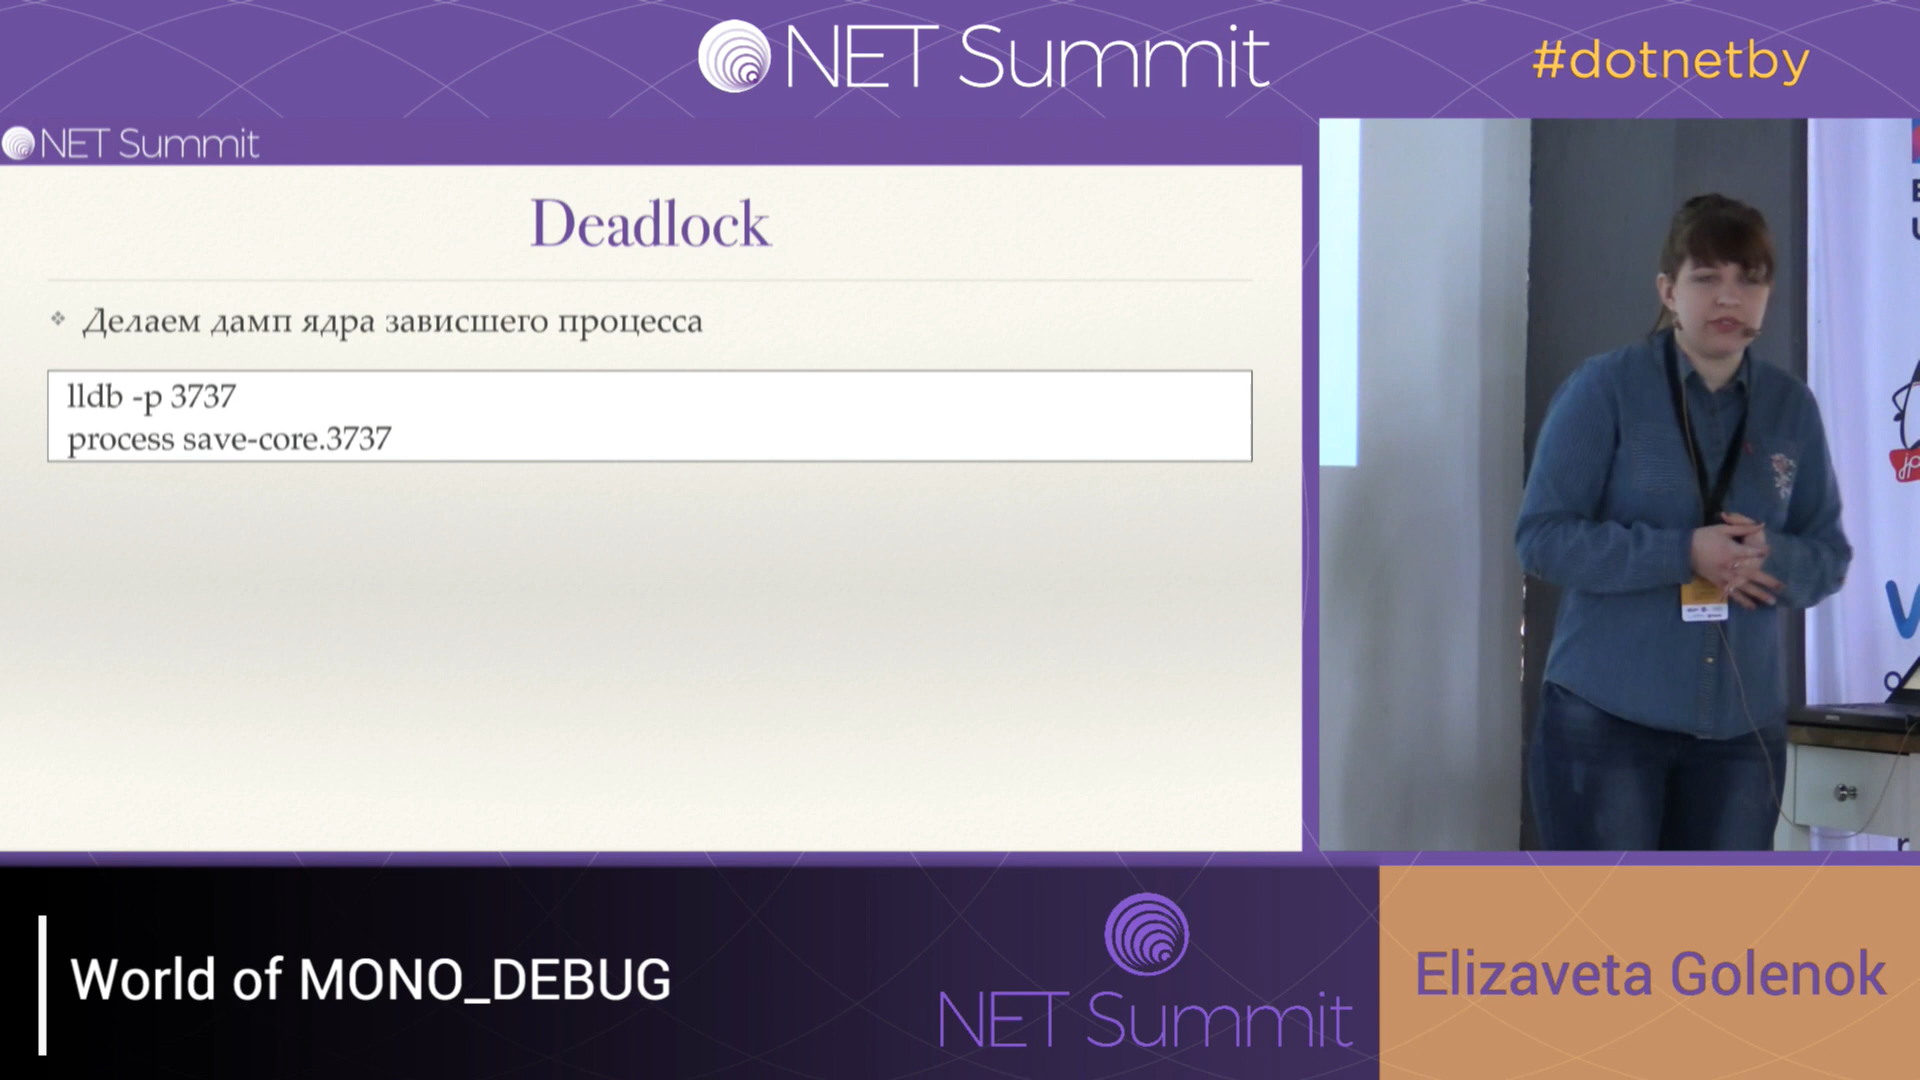 NET Summit
#dotnetby
NET Summit
Deadlock
❖ Делаем дамп ядра зависшего процесса
lldb -p 3737
process save-core.3737
World of MONO_DEBUG
NET Summit
Elizaveta Golenok